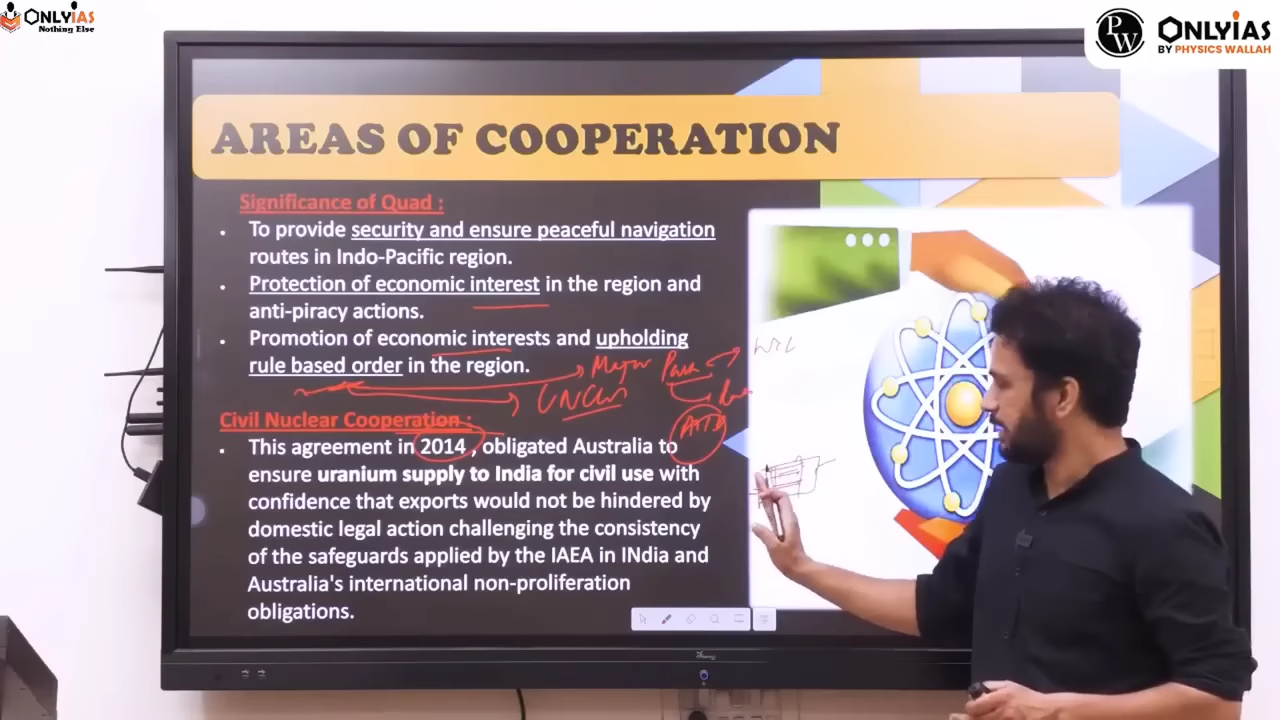 ONLYIAS
Nothing Else
PW
ONLYIAS
BY PHYSICS WALLAH
AREAS OF COOPERATION
Significance of Quad :
• To provide security and ensure peaceful navigation
routes in Indo-Pacific region.
• Protection of economic interest in the region and
anti-piracy actions.
• Promotion of economic interests and upholding
rule based order in the region.
Major
Civil Nuclear Cooperation :
• This agreement in 2014 , obligated Australia to
ensure uranium supply to India for civil use with
confidence that exports would not be hindered by
domestic legal action challenging the consistency
of the safeguards applied by the IAEA in INdia and
Australia's international non-proliferation
obligations.